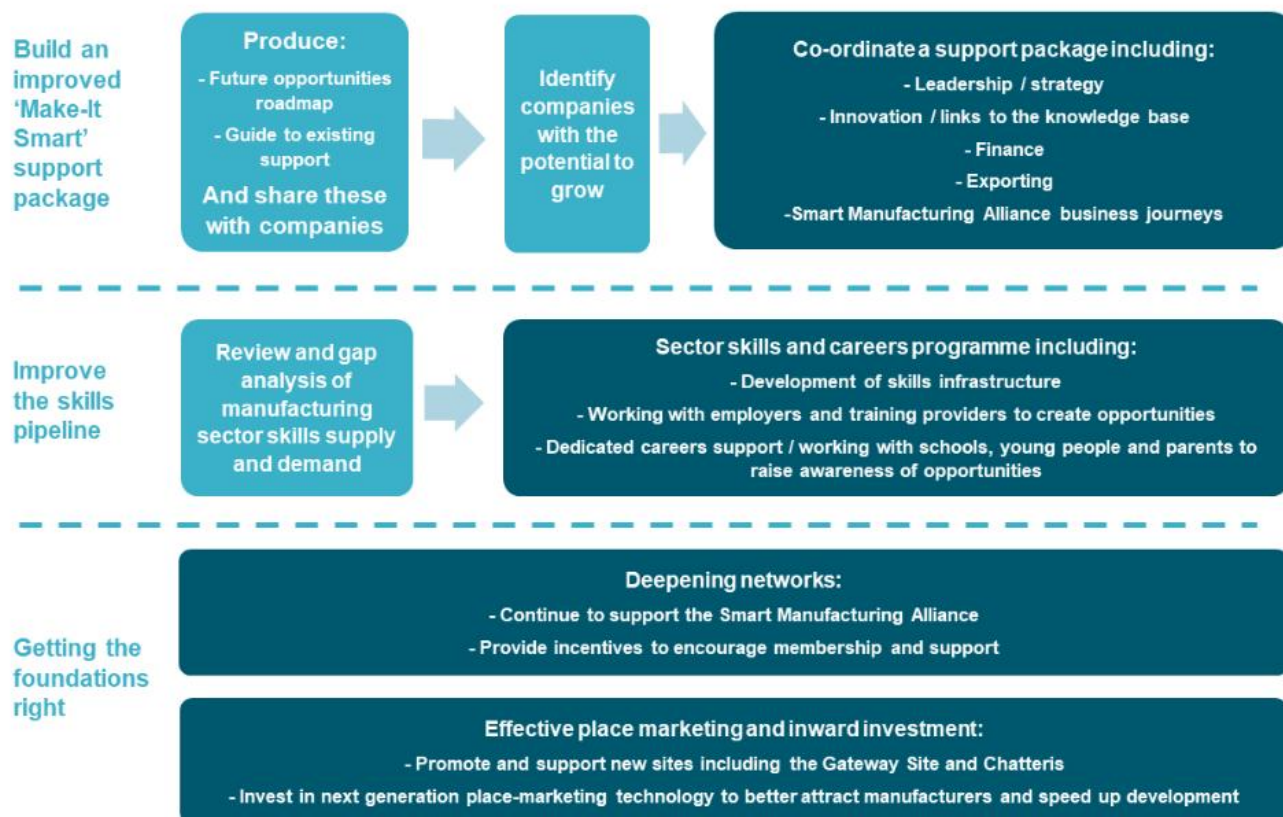 Build an
improved
‘Make-It
Smart’
support
package
Produce:
- Future opportunities
roadmap
- Guide to existing
support
And share these
with companies
Identify
companies
with the
potential to
grow
Co-ordinate a support package including:
- Leadership / strategy
- Innovation / links to the knowledge base
- Finance
- Exporting
-Smart Manufacturing Alliance business journeys
Improve
the skills
pipeline
Review and gap
analysis of
manufacturing
sector skills supply
and demand
Sector skills and careers programme including:
- Development of skills infrastructure
- Working with employers and training providers to create opportunities
- Dedicated careers support / working with schools, young people and parents to
raise awareness of opportunities
Getting the
foundations
right
Deepening networks:
- Continue to support the Smart Manufacturing Alliance
- Provide incentives to encourage membership and support
Effective place marketing and inward investment:
- Promote and support new sites including the Gateway Site and Chatteris
- Invest in next generation place-marketing technology to better attract manufacturers and speed up development